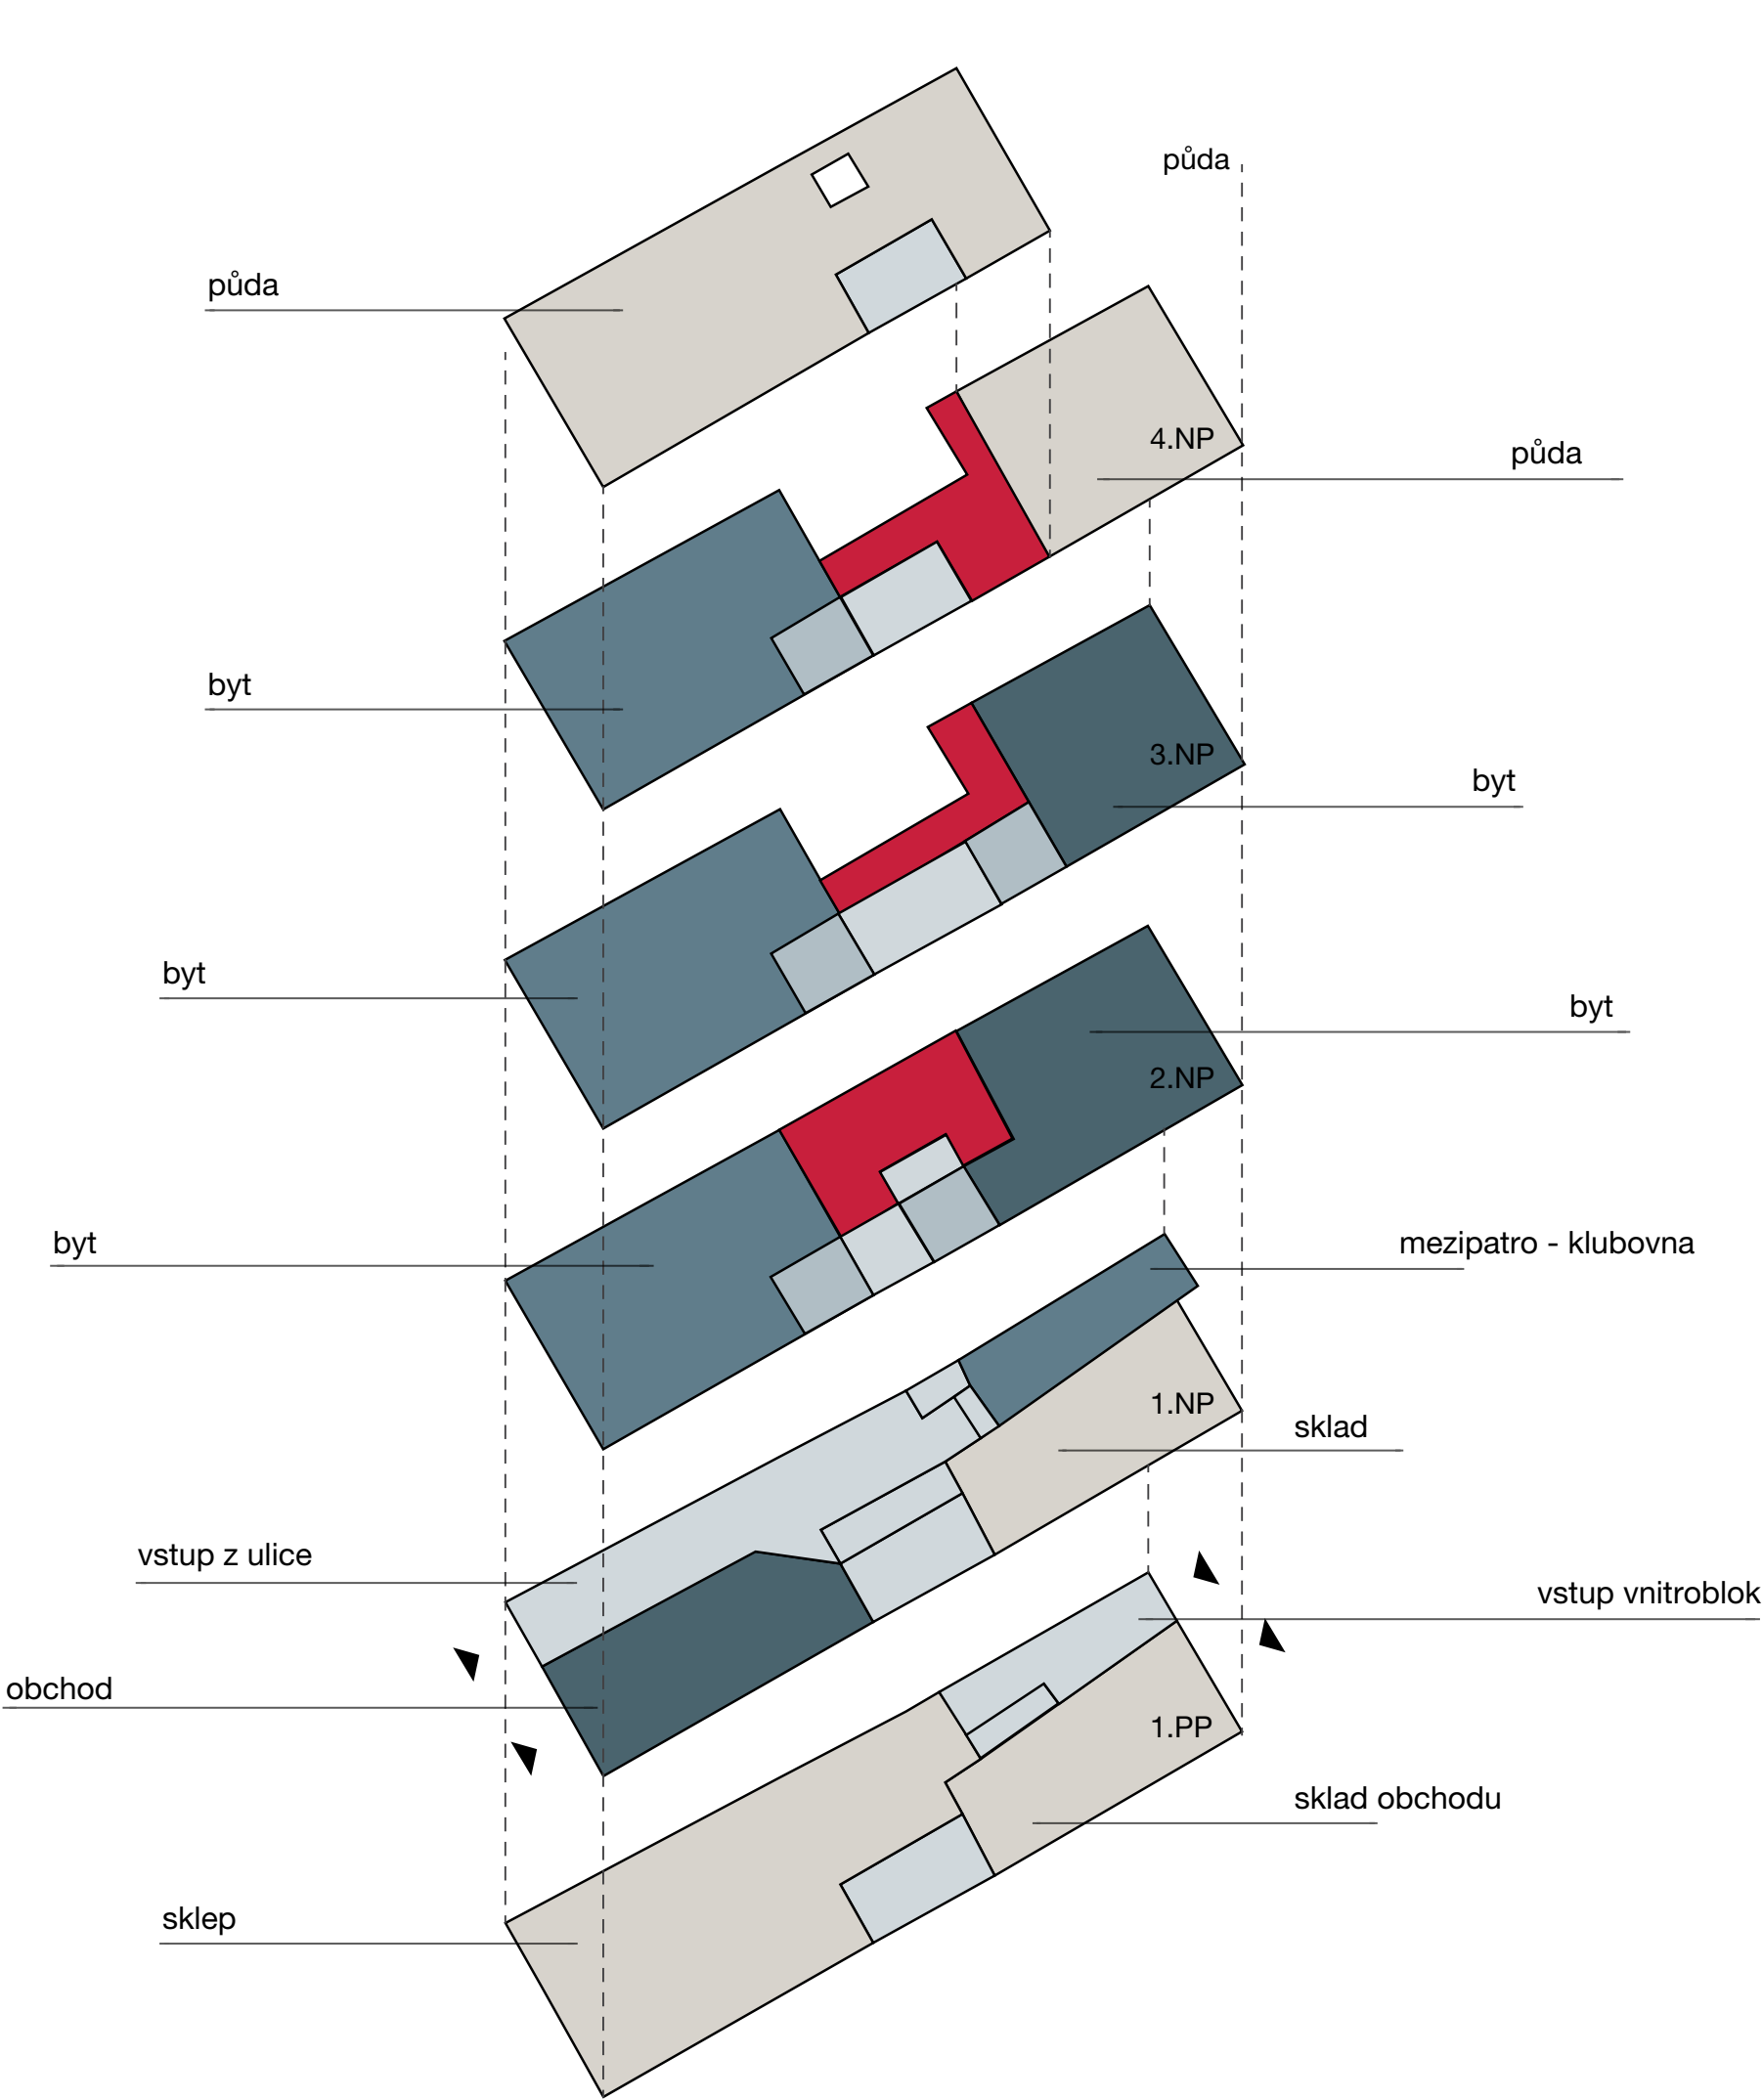 půda
půda
4.NP
půda
byt
3.NP
byt
byt
byt
2.NP
byt
mezipatro - klubovna
1.NP
sklad
vstup z ulice
vstup vnitroblok
obchod
1.PP
sklad obchodu
sklep